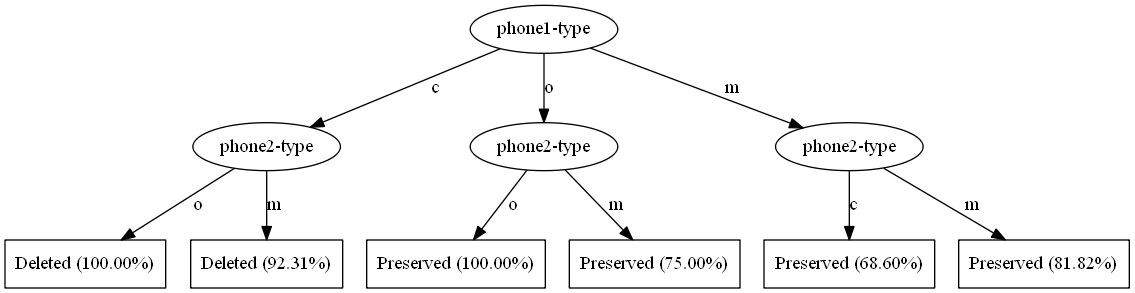 phone1-type
c
o
m
phone2-type
phone2-type
phone2-type
o
m
o
m
c
m
Deleted (100.00%)
Deleted (92.31%)
Preserved (100.00%)
Preserved (75.00%)
Preserved (68.60%)
Preserved (81.82%)